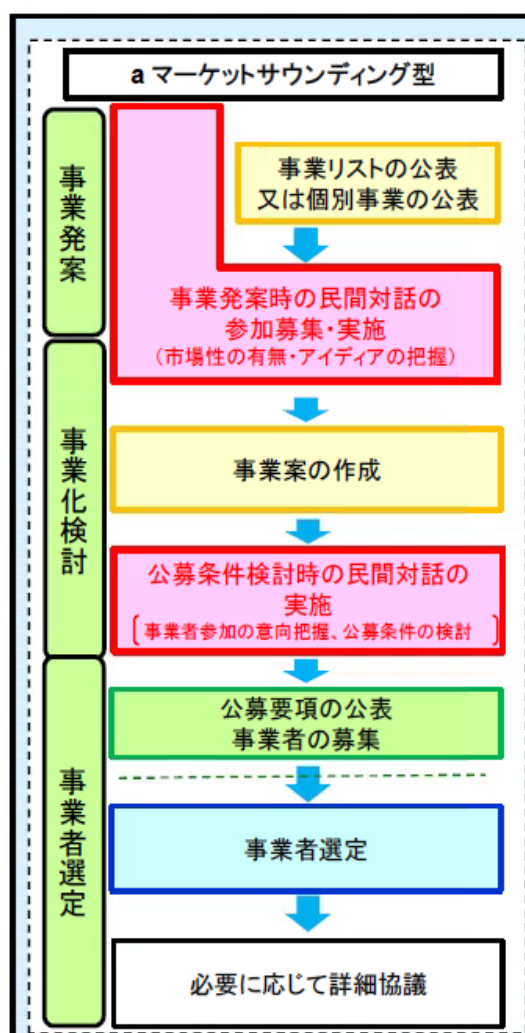 a マーケットサウンディング型
事業発案
事業リストの公表
又は個別事業の公表
事業発案時の民間対話の
参加募集・実施
(市場性の有無・アイディアの把握)
事業化検討
事業案の作成
公募条件検討時の民間対話の
実施
〔事業者参加の意向把握、公募条件の検討〕
事業者選定
公募要項の公表
事業者の募集
事業者選定
必要に応じて詳細協議